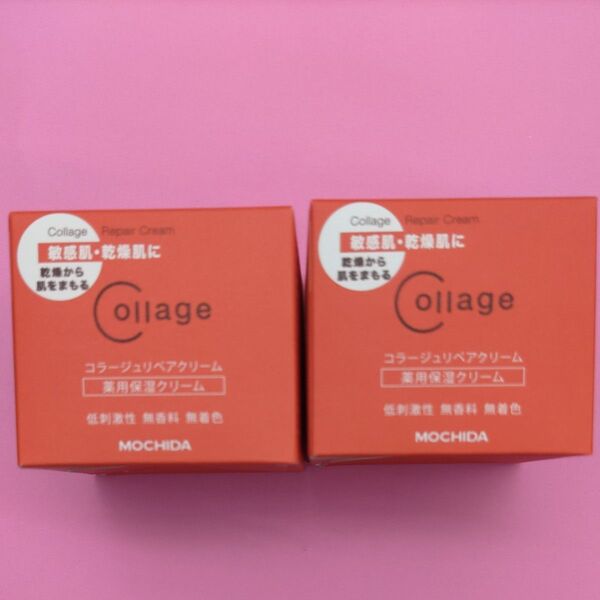 Collage Repair Cream
敏感肌・乾燥肌に
乾燥から
肌をまもる
Collage
コラージュリペアクリーム
薬用保湿クリーム
低刺激性 無香料 無着色
MOCHIDA
Collage Repair Cream
敏感肌・乾燥肌に
乾燥から
肌をまもる
Collage
コラージュリペアクリーム
薬用保湿クリーム
低刺激性 無香料 無着色
MOCHIDA